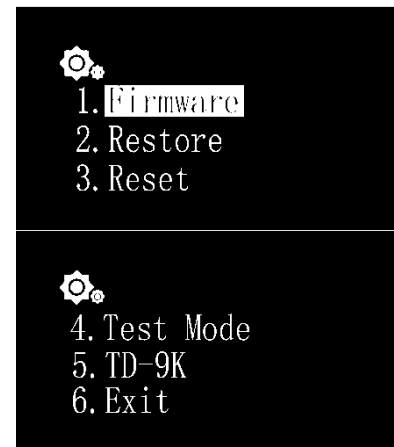 1.Firmware
2.Restore
3.Reset
4.Test Mode
5.TD-9K
6.Exit